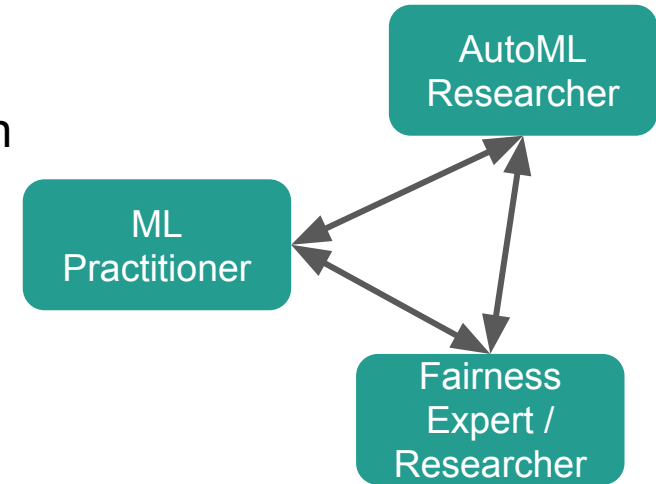 AutoML
Researcher
n
ML
Practitioner
Fairness
Expert /
Researcher